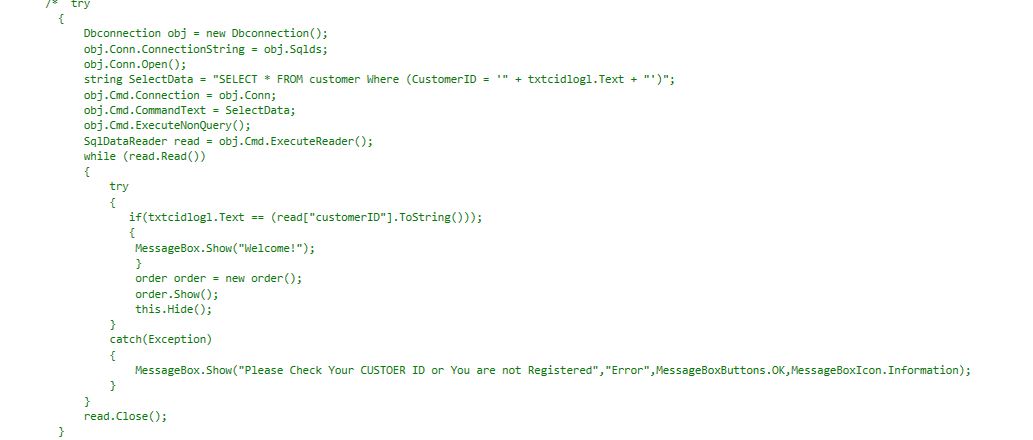 /*  try
{
Dbconnection obj = new Dbconnection();
obj.Conn.ConnectionString = obj.Sqlds;
obj.Conn.Open();
string SelectData = "SELECT * FROM customer Where (CustomerID = '" + txtcidlogl.Text + "')";
obj.Cmd.Connection = obj.Conn;
obj.Cmd.CommandText = SelectData;
obj.Cmd.ExecuteNonQuery();
SqlDataReader read = obj.Cmd.ExecuteReader();
while (read.Read())
{
try
{
if(txtcidlogl.Text == (read["customerID"].ToString()));
{
MessageBox.Show("Welcome!");
}
order order = new order();
order.Show();
this.Hide();
}
catch(Exception)
{
MessageBox.Show("Please Check Your CUSTOER ID or You are not Registered","Error",MessageBoxButtons.OK,MessageBoxIcon.Information);
}
}
read.Close();
}